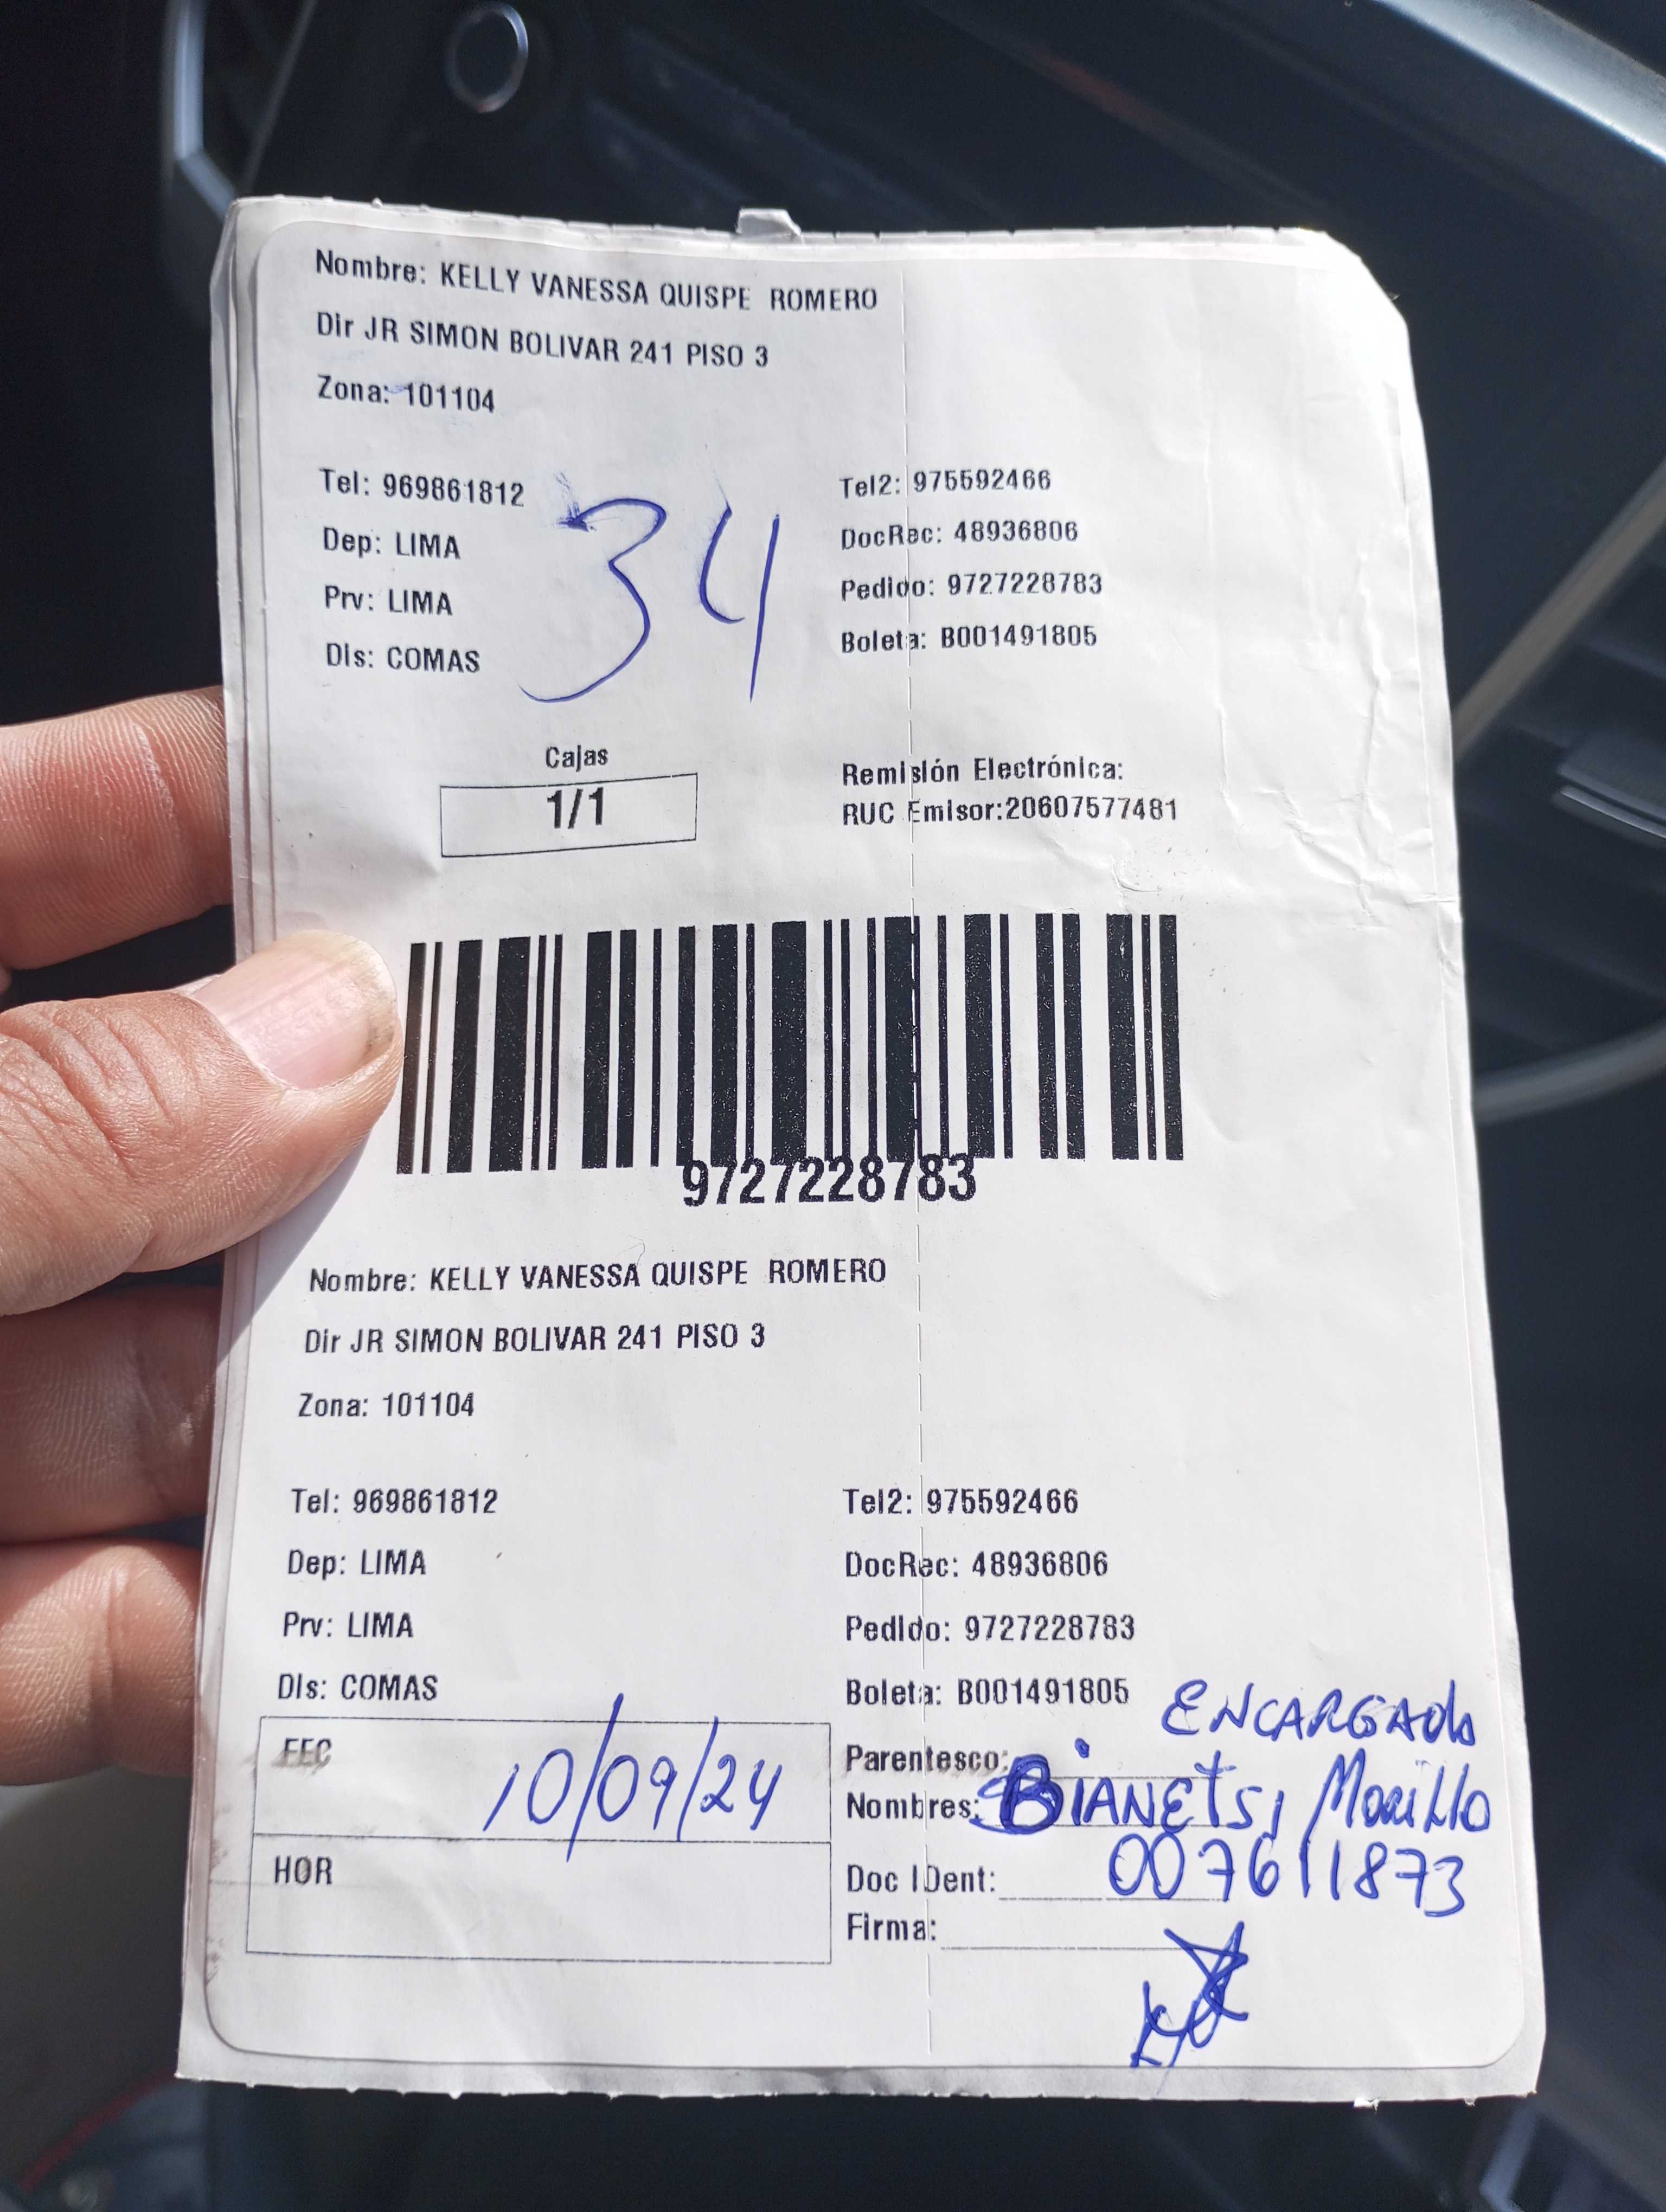 Nombre: KELLY VANESSA QUISPE ROMERO
Dir JR SIMON BOLIVAR 241 PISO 3
Zona: 101104
Tel: 969861812
Tel2: 975592466
Dep: LIMA
DocRec: 48936806
Prv: LIMA
Pedido: 9727228783
Dis: COMAS
Boleta: B001491805
34
Cajas
1/1
Remisión Electrónica:
RUC Emisor:20607577481
9727228783
Nombre: KELLY VANESSA QUISPE ROMERO
Dir JR SIMON BOLIVAR 241 PISO 3
Zona: 101104
Tel: 969861812
Tel2: 975592466
Dep: LIMA
DocRec: 48936806
Prv: LIMA
Pedido: 9727228783
Dis: COMAS
Boleta: B001491805
FEC 10/09/24
HOR
Parentesco: ENCARGADO
Nombres: Morillo
Doc IDent: 007611873
Firma: